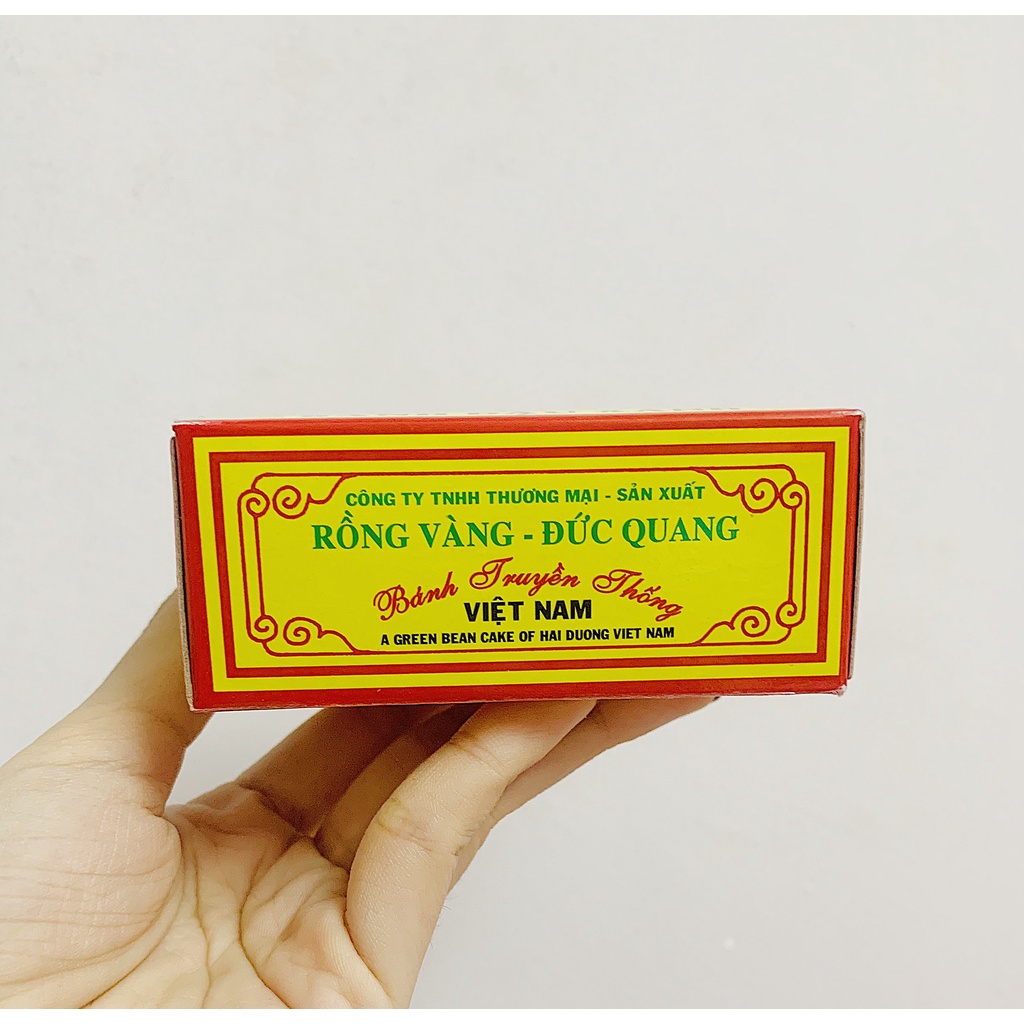 CÔNG TY TNHH THƯƠNG MẠI - SẢN XUẤT
RỒNG VÀNG - ĐỨC QUANG
Bánh Truyền Thống
VIỆT NAM
A GREEN BEAN CAKE OF HAI DUONG VIET NAM